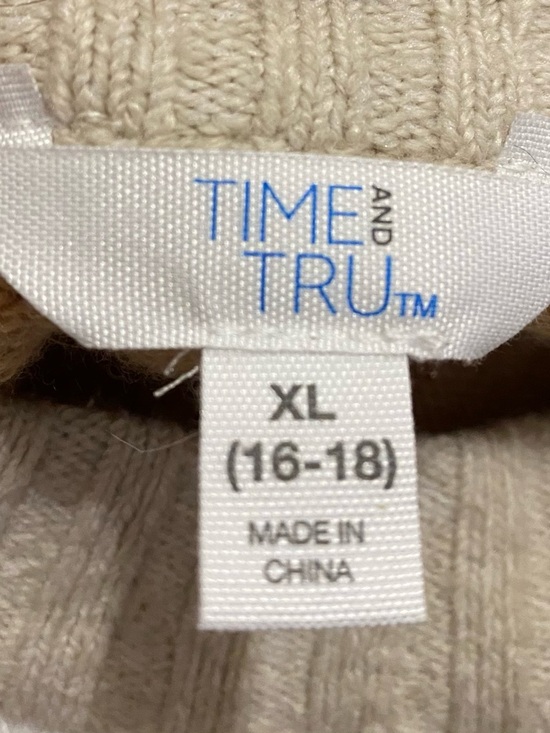 TIME AND
TRU™
XL
(16-18)
MADE IN
CHINA